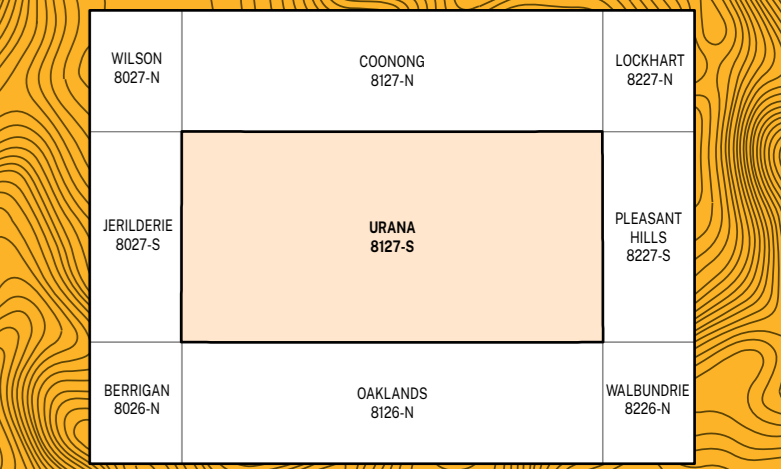 WILSON
8027-N
COONONG
8127-N
LOCKHART
8227-N
JERILDERIE
8027-S
URANA
8127-S
PLEASANT
HILLS
8227-S
BERRIGAN
8026-N
OAKLANDS
8126-N
WALBUNDRIE
8226-N